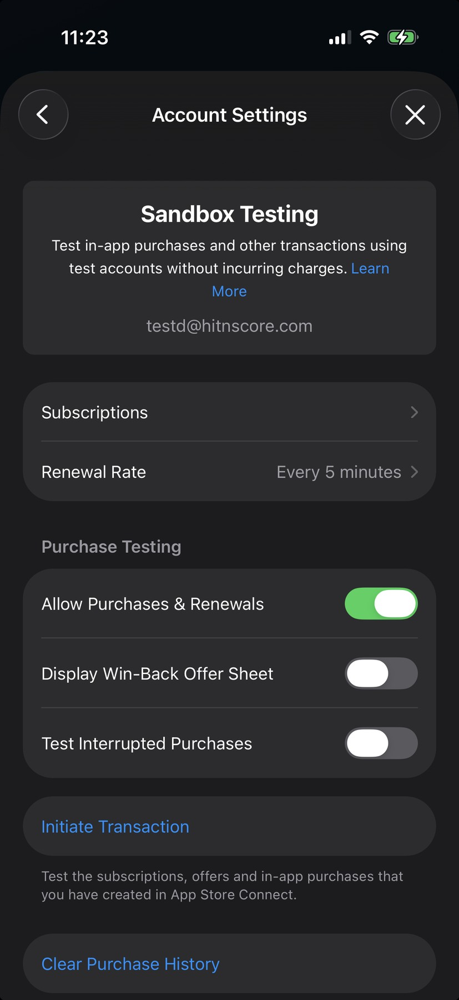 11:23
Account Settings
Sandbox Testing
Test in-app purchases and other transactions using
test accounts without incurring charges. Learn
More
testd@hitnscore.com
Subscriptions
Renewal Rate Every 5 minutes
Purchase Testing
Allow Purchases & Renewals
Display Win-Back Offer Sheet
Test Interrupted Purchases
Initiate Transaction
Test the subscriptions, offers and in-app purchases that
you have created in App Store Connect.
Clear Purchase History